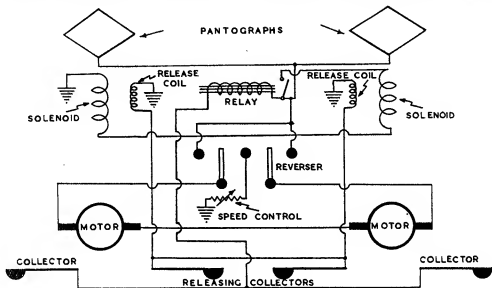 PANTOGRAPHS
RELEASE COIL
RELEASE COIL
RELAY
SOLENOID
SOLENOID
REVERSER
SPEED CONTROL
MOTOR
MOTOR
COLLECTOR
COLLECTOR
RELEASING COLLECTORS